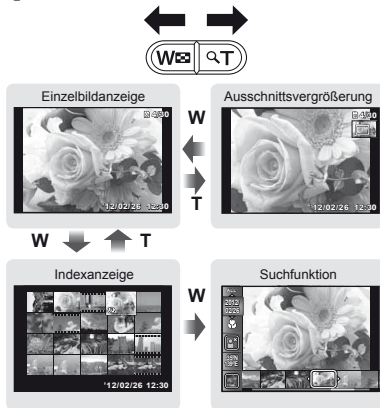 W T
Einzelbildanzeige
4/30
'12/02/26 12:30
W
T
Ausschnittsvergrößerung
4/30
'12/02/26 12:30
W T
Indexanzeige
'12/02/26 12:30
W
Suchfunktion
ALL
2012/
02/26